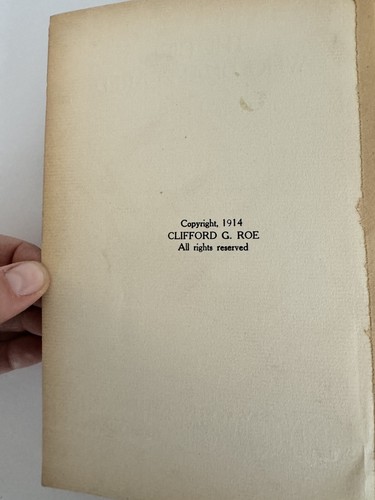 Copyright, 1914
CLIFFORD G. ROE
All rights reserved